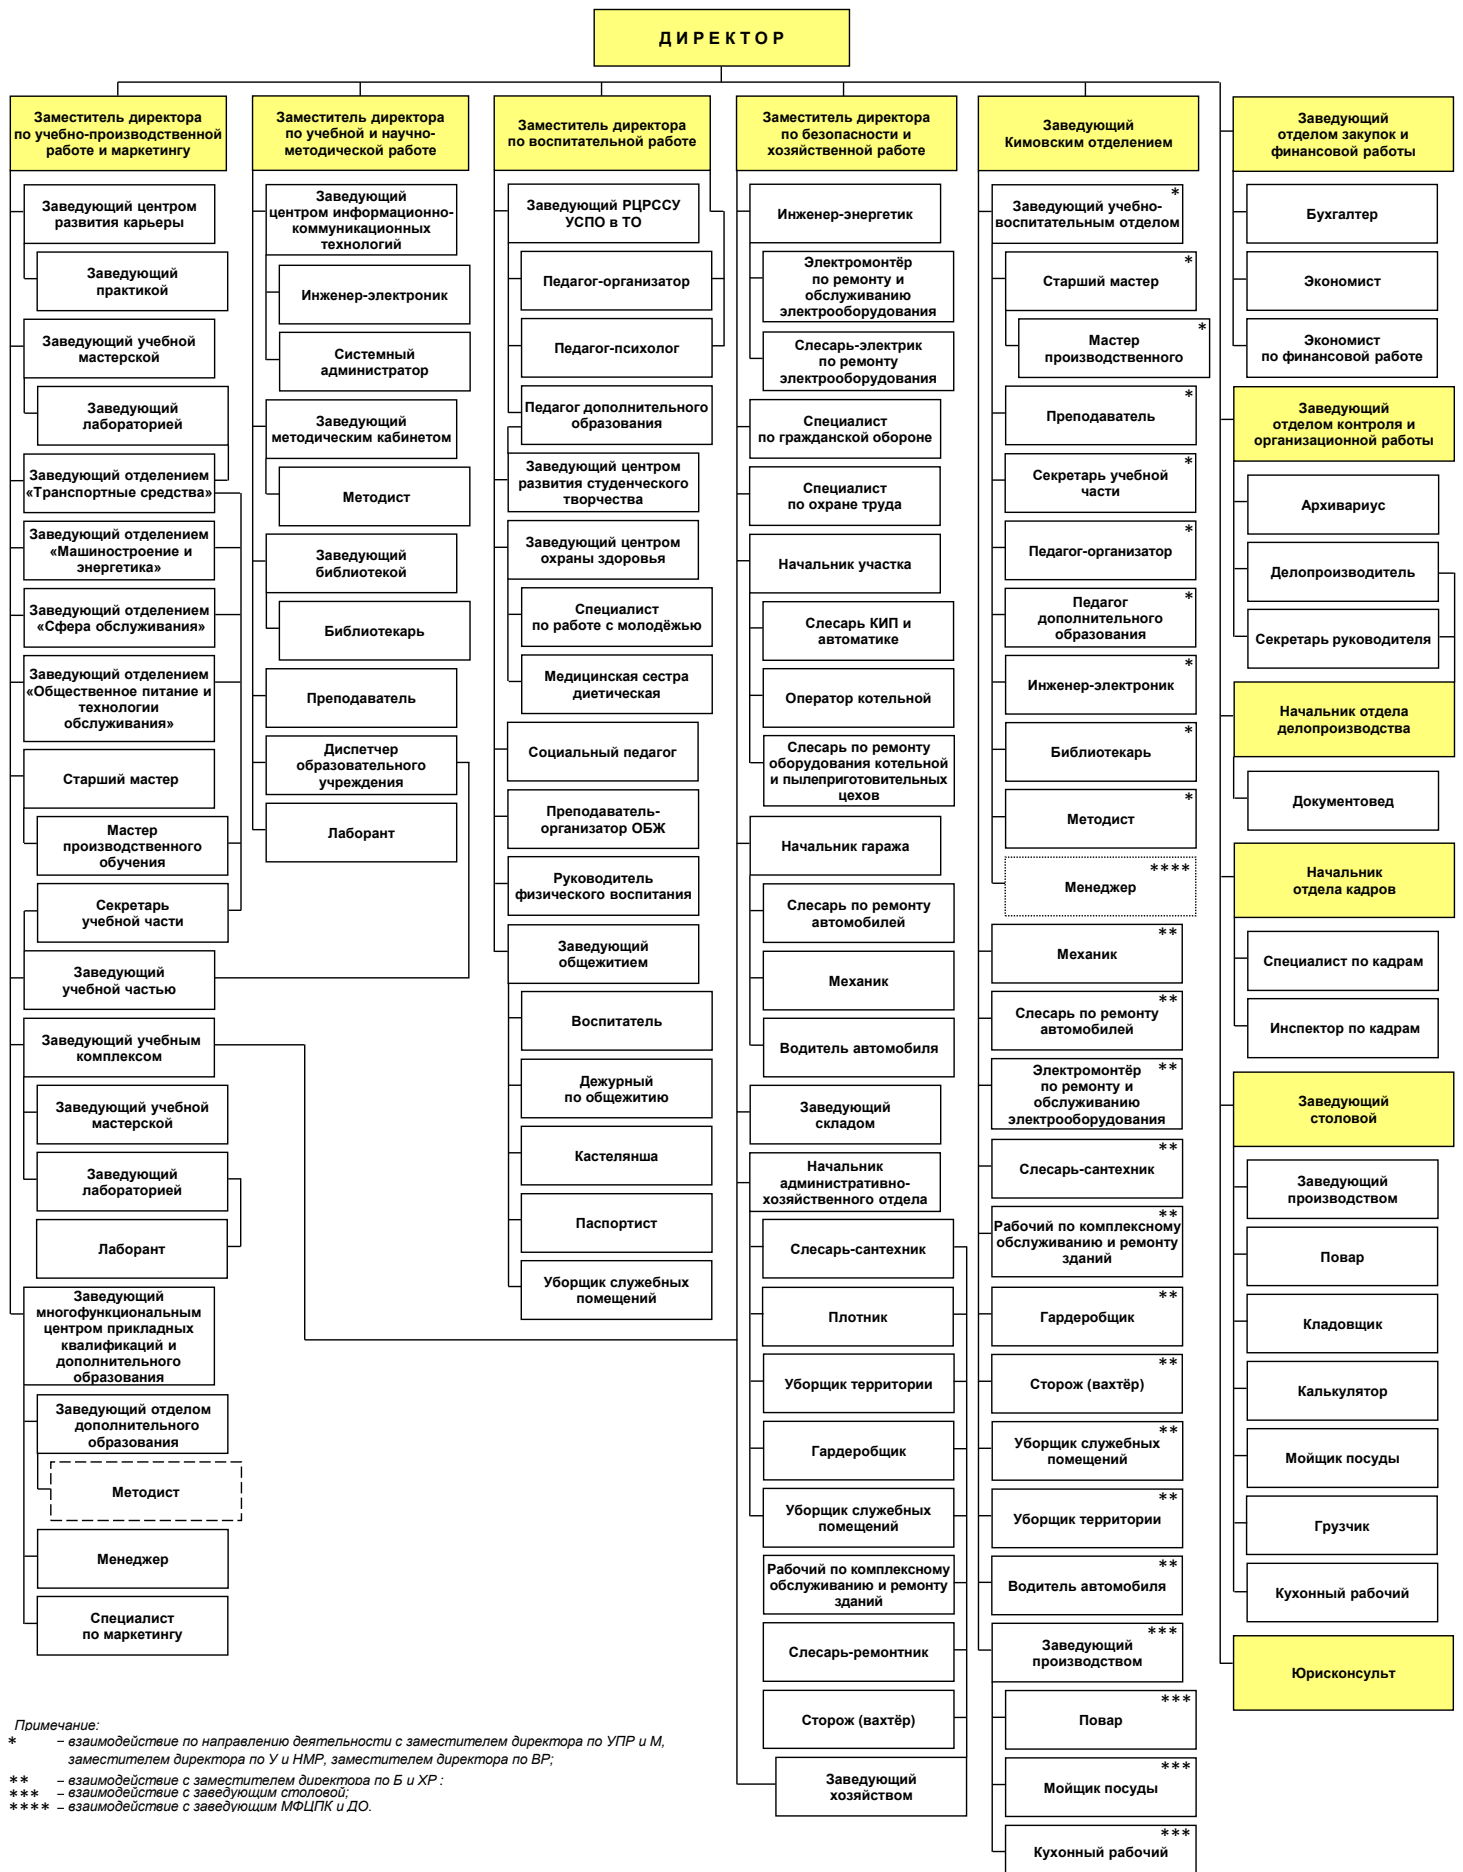 ДИРЕКТОР
Заместитель директора
по учебно-производственной
работе и маркетингу
Заведующий центром
развития карьеры
Заведующий
практикой
Заведующий учебной
мастерской
Заведующий
лабораторией
Заведующий отделением
«Транспортные средства»
Заведующий отделением
«Машиностроение и
энергетика»
Заведующий отделением
«Сфера обслуживания»
Заведующий отделением
«Общественное питание и
технологии
обслуживания»
Старший мастер
Мастер
производственного
обучения
Секретарь
учебной части
Заведующий
учебной частью
Заведующий учебным
комплексом
Заведующий учебной
мастерской
Заведующий
лабораторией
Лаборант
Заведующий
многофункциональным
центром прикладных
квалификаций и
дополнительного
образования
Заведующий отделом
дополнительного
образования
Методист
Менеджер
Специалист
по маркетингу
Заместитель директора
по учебной и научно-
методической работе
Заведующий
центром информационно-
коммуникационных
технологий
Инженер-электроник
Системный
администратор
Заведующий
методическим кабинетом
Методист
Заведующий
библиотекой
Библиотекарь
Преподаватель
Диспетчер
образовательного
учреждения
Лаборант
Заместитель директора
по воспитательной работе
Заведующий РЦРССУ
УСПО в ТО
Педагог-организатор
Педагог-психолог
Педагог дополнительного
образования
Заведующий центром
развития студенческого
творчества
Заведующий центром
охраны здоровья
Специалист
по работе с молодёжью
Медицинская сестра
диетическая
Социальный педагог
Преподаватель-
организатор ОБЖ
Руководитель
физического воспитания
Заведующий
общежитием
Воспитатель
Дежурный
по общежитию
Кастелянша
Паспортист
Уборщик служебных
помещений
Заместитель директора
по безопасности и
хозяйственной работе
Инженер-энергетик
Электромонтёр
по ремонту и
обслуживанию
электрооборудования
Слесарь-электрик
по ремонту
электрооборудования
Специалист
по гражданской обороне
Специалист
по охране труда
Начальник участка
Слесарь КИП и
автоматике
Оператор котельной
Слесарь по ремонту
оборудования котельной
и пылеприготовительных
цехов
Начальник гаража
Слесарь по ремонту
автомобилей
Механик
Водитель автомобиля
Заведующий
складом
Начальник
административно-
хозяйственного отдела
Слесарь-сантехник
Плотник
Уборщик территории
Гардеробщик
Уборщик служебных
помещений
Рабочий по комплексному
обслуживанию и ремонту
зданий
Слесарь-ремонтник
Сторож (вахтёр)
Заведующий
хозяйством
Заведующий
Кимовским отделением
*
Заведующий учебно-
воспитательным отделом
*
Старший мастер
*
Мастер
производственного
*
Преподаватель
*
Секретарь учебной
части
*
Педагог-организатор
*
Педагог
дополнительного
образования
*
Инженер-электроник
*
Библиотекарь
*
Методист
****
Менеджер
**
Механик
**
Слесарь по ремонту
автомобилей
**
Электромонтёр
по ремонту и
обслуживанию
электрооборудования
**
Слесарь-сантехник
**
Рабочий по комплексному
обслуживанию и ремонту
зданий
**
Гардеробщик
**
Сторож (вахтёр)
**
Уборщик служебных
помещений
**
Уборщик территории
**
Водитель автомобиля
***
Заведующий
производством
***
Повар
***
Мойщик посуды
***
Кухонный рабочий
Заведующий
отделом закупок и
финансовой работы
Бухгалтер
Экономист
Экономист
по финансовой работе
Заведующий
отделом контроля и
организационной работы
Архивариус
Делопроизводитель
Секретарь руководителя
Начальник отдела
делопроизводства
Документовед
Начальник
отдела кадров
Специалист по кадрам
Инспектор по кадрам
Заведующий
столовой
Заведующий
производством
Повар
Кладовщик
Калькулятор
Мойщик посуды
Грузчик
Кухонный рабочий
Юрисконсульт
Примечание:
* – взаимодействие по направлению деятельности с заместителем директора по УПР и М,
заместителем директора по У и НМР, заместителем директора по ВР;
** – взаимодействие с заместителем директора по Б и ХР ;
*** – взаимодействие с заведующим столовой;
**** – взаимодействие с заведующим МФЦПК и ДО.